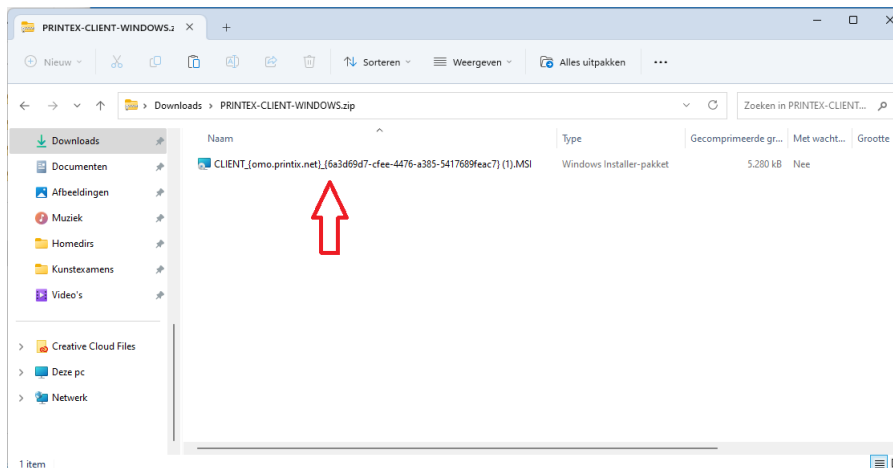 PRINTEX-CLIENT-WINDOWS.z
Nieuw
Sorteren
Weergeven
Alles uitpakken
Downloads > PRINTEX-CLIENT-WINDOWS.zip
Zoeken in PRINTEX-CLIENT...
Downloads
Documenten
Afbeeldingen
Muziek
Homedirs
Kunstexamens
Video's
Creative Cloud Files
Deze pc
Netwerk
Naam Type Gecomprimeerde gr... Met wacht... Grootte
CLIENT_{omo.printix.net}_{6a3d69d7-cfee-4476-a385-5417689feac7} (1).MSI Windows Installer-pakket 5.280 kB Nee
1 item